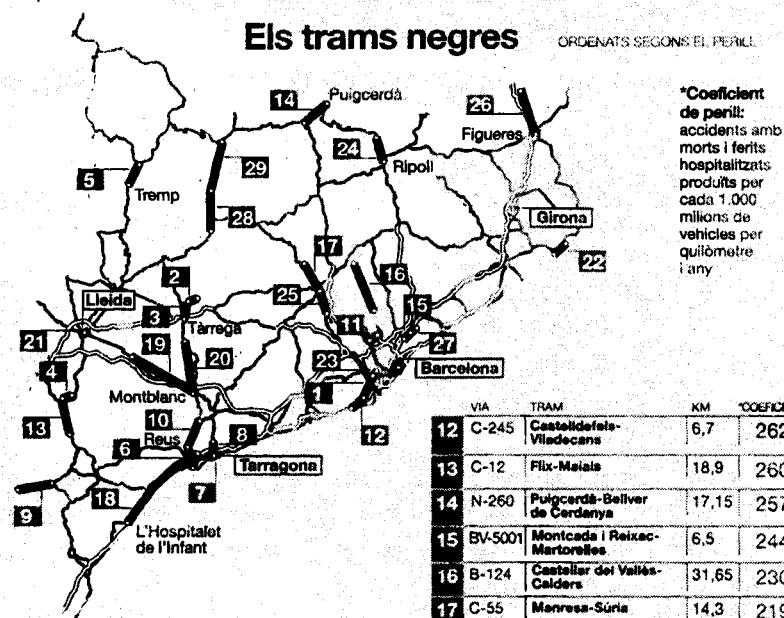 Els trams negres
ORDENATS SEGONS EL PERILL
*Coeficient
de perill:
accidents amb
morts i ferits
hospitalitzats
produïts per
cada 1.000
milions de
vehicles per
quilòmetre
i any
14
Puigcerdà
26
Figueres
24
Ripoll
5
Tremp
29
28
Girona
22
17
16
2
Lleida
3
Tàrrega
25
15
11
21
19
20
23
27
Barcelona
4
Montblanc
1
13
10
Reus
8
12
6
Tarragona
7
9
18
L'Hospitalet
de l'Infant
VIA TRAM KM
12 C-245 Castelldefels-Viladecans 6,7 262
13 C-12 Flix-Maials 18,9 260
14 N-260 Puigcerdà-Bellver de Cerdanya 17,15 257
15 BV-5001 Montcada i Reixac-Martorelles 6,5 244
16 B-124 Castellar del Vallès-Calders 31,65 230
17 C-55 Manresa-Súria 14,3 219